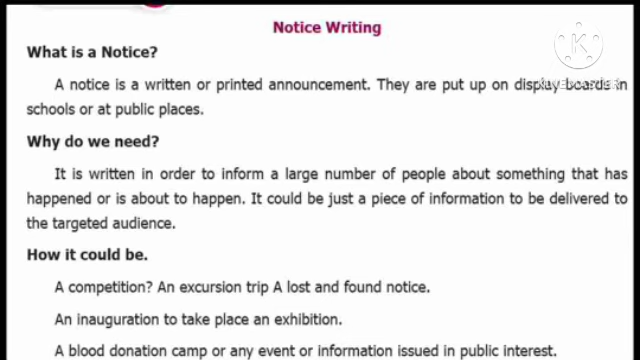 Notice Writing
What is a Notice?
A notice is a written or printed announcement. They are put up on display boards in
schools or at public places.
Why do we need?
It is written in order to inform a large number of people about something that has
happened or is about to happen. It could be just a piece of information to be delivered to
the targeted audience.
How it could be.
A competition? An excursion trip A lost and found notice.
An inauguration to take place an exhibition.
A blood donation camp or any event or information issued in public interest.
K
KINEMASTER